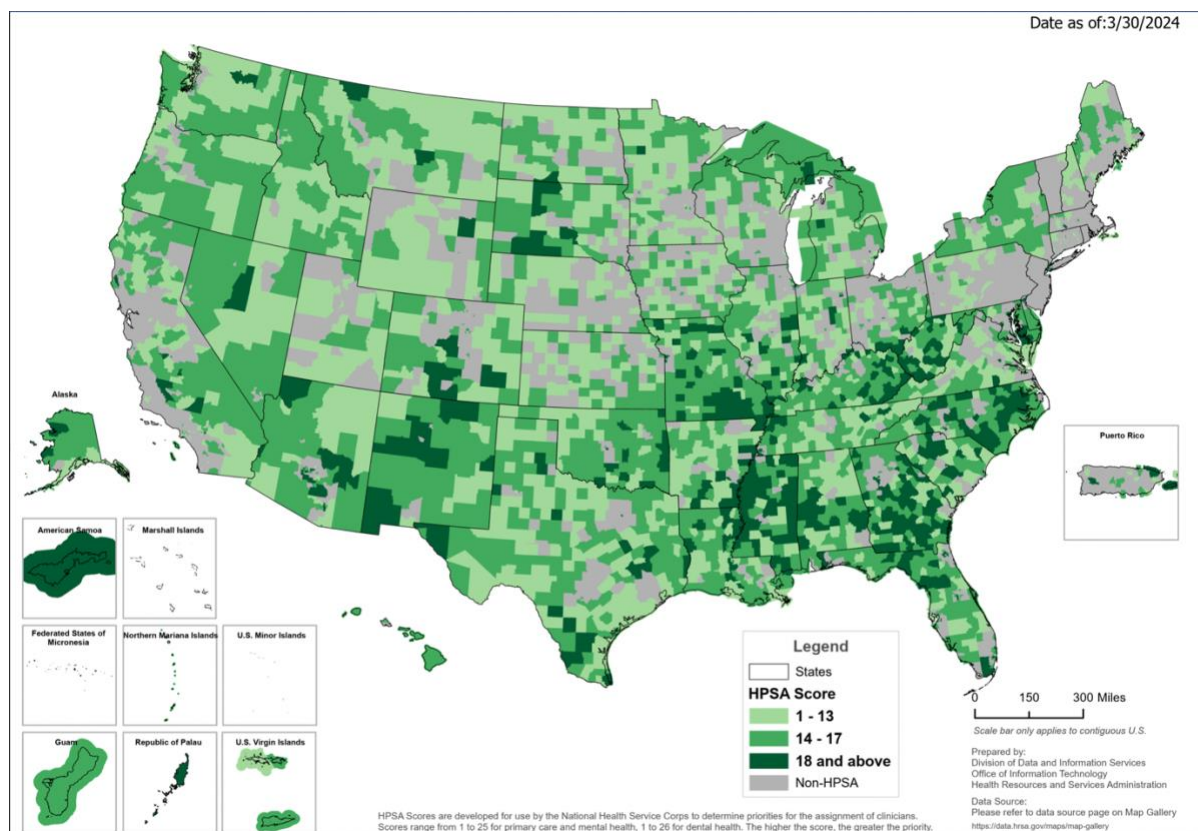 Date as of:3/30/2024
Alaska
Puerto Rico
American Samoa
Marshall Islands
Federated States of
Micronesia
Northern Mariana Islands
U.S. Minor Islands
Guam
Republic of Palau
U.S. Virgin Islands
Legend
States
HPSA Score
1 - 13
14 - 17
18 and above
Non-HPSA
0 150 300 Miles
Scale bar only applies to contiguous U.S.
Prepared by:
Division of Data and Information Services
Office of Information Technology
Health Resources and Services Administration
Data Source:
Please refer to data source page on Map Gallery
https://data.hrsa.gov/maps/map-gallery
HPSA Scores are developed for use by the National Health Service Corps to determine priorities for the assignment of clinicians.
Scores range from 1 to 25 for primary care and mental health, 1 to 26 for dental health. The higher the score, the greater the priority.